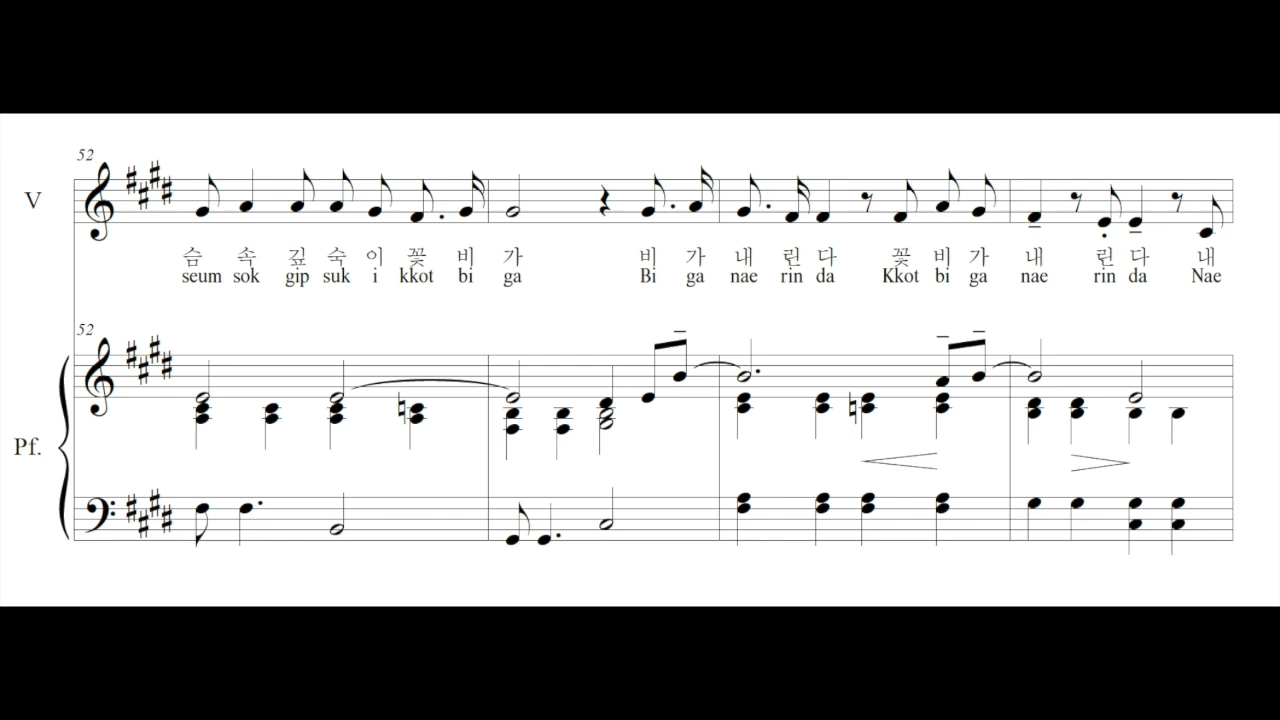 52
V
슴 속 깊 숙 이 꽃 비 가 비 가 내 린 다 꽃 비 가 내 린 다 내
seum sok gip suk i kkot bi ga Bi ga nae rin da Kkot bi ga nae rin da Nae
52
Pf.